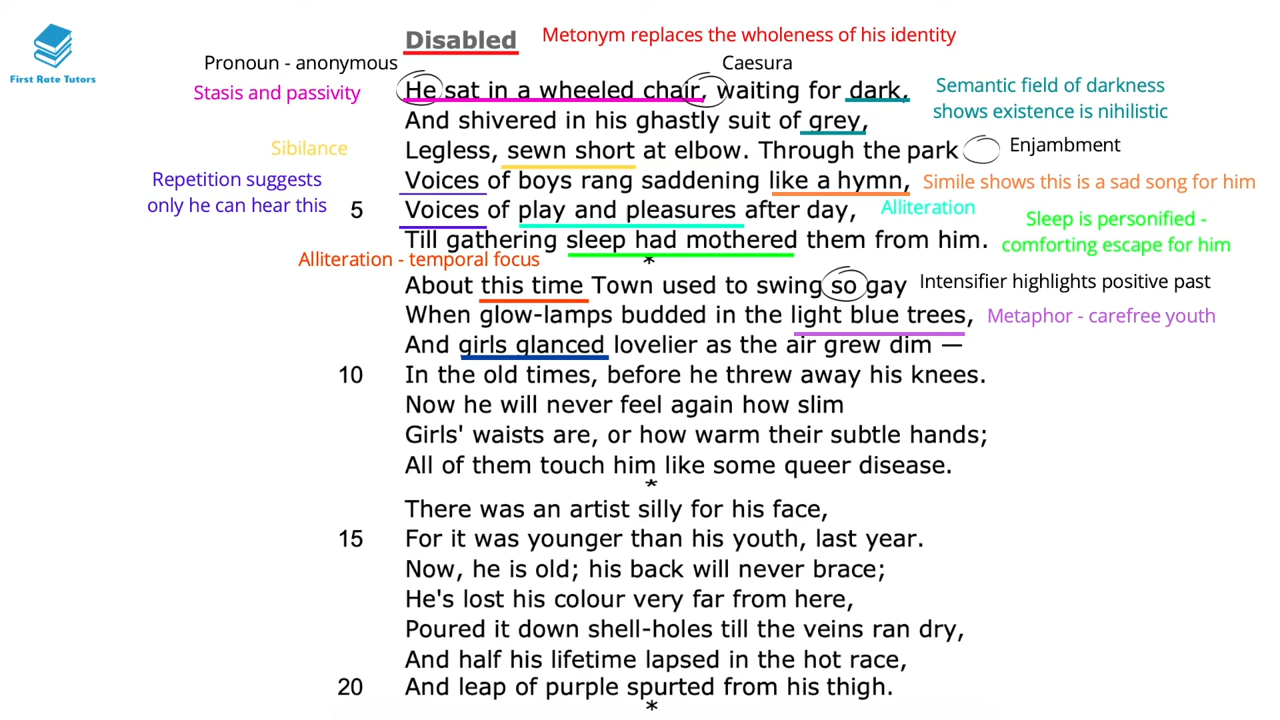 Disabled Metonym replaces the wholeness of his identity
Pronoun - anonymous Caesura
First Rate Tutors
He sat in a wheeled chair, waiting for dark,
Stasis and passivity
Semantic field of darkness
shows existence is nihilistic
And shivered in his ghastly suit of grey,
Sibilance
Legless, sewn short at elbow. Through the park
Enjambment
Repetition suggests
only he can hear this
Voices of boys rang saddening like a hymn,
Simile shows this is a sad song for him
5 Voices of play and pleasures after day,
Alliteration
Sleep is personified -
comforting escape for him
Till gathering sleep had mothered them from him.
Alliteration - temporal focus
*
About this time Town used to swing so gay
Intensifier highlights positive past
When glow-lamps budded in the light blue trees,
Metaphor - carefree youth
And girls glanced lovelier as the air grew dim —
10 In the old times, before he threw away his knees.
Now he will never feel again how slim
Girls' waists are, or how warm their subtle hands;
All of them touch him like some queer disease.
*
There was an artist silly for his face,
15 For it was younger than his youth, last year.
Now, he is old; his back will never brace;
He's lost his colour very far from here,
Poured it down shell-holes till the veins ran dry,
And half his lifetime lapsed in the hot race,
20 And leap of purple spurted from his thigh.
*